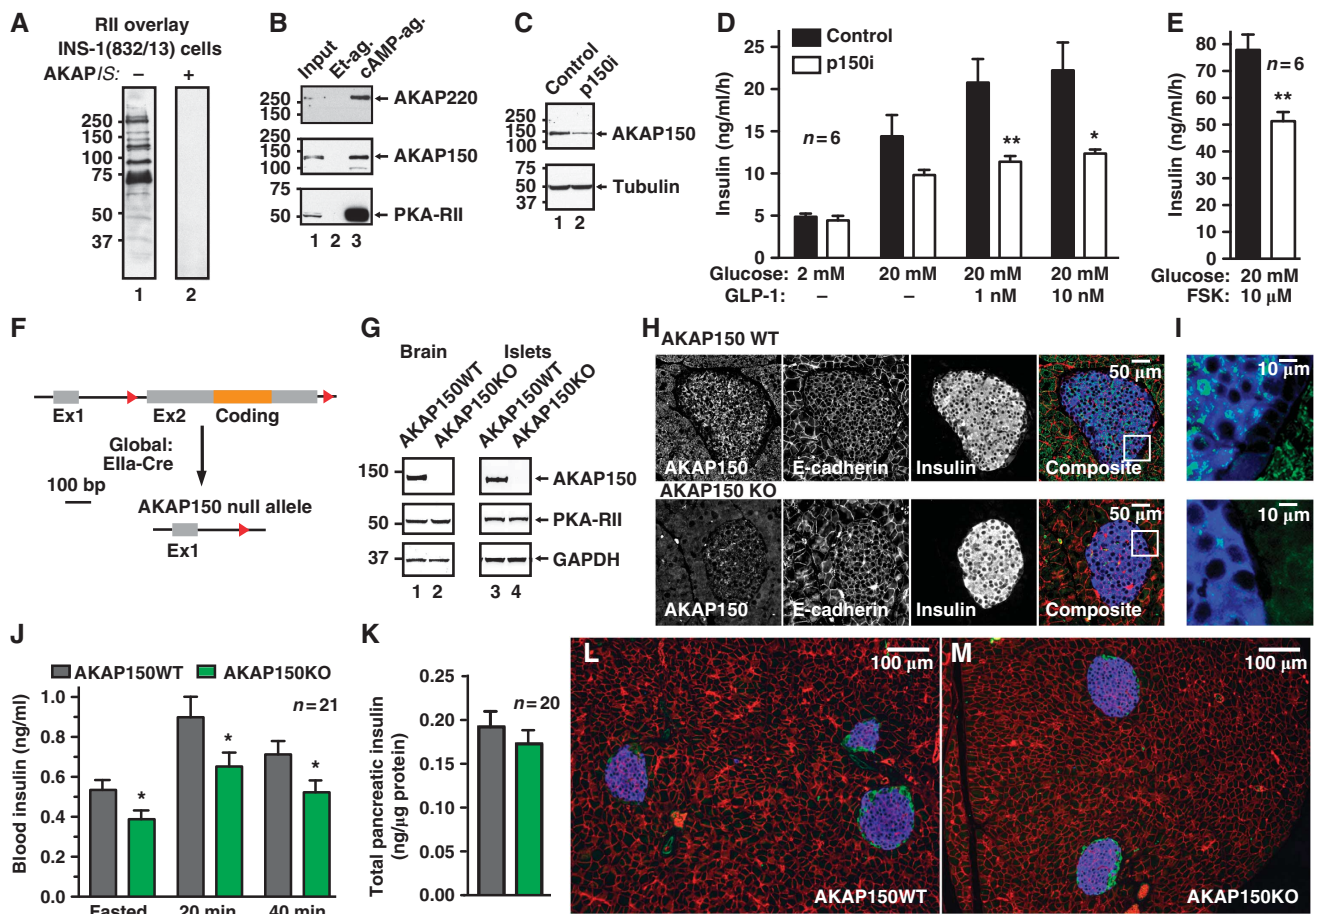 A
RII overlay
INS-1(832/13) cells
AKAPIS: – +
250
150
100
75
50
37
1 2
B
Input Et-ag. cAMP-ag.
250
150
AKAP220
250
150
100
AKAP150
75
50
PKA-RII
1 2 3
C
Control p150i
250
150
100
AKAP150
75
50
37
Tubulin
1 2
D
Control
p150i
Insulin (ng/ml/h)
25
20
15
10
5
0
n=6
**
*
Glucose: 2 mM 20 mM 20 mM 20 mM
GLP-1: – – 1 nM 10 nM
E
Insulin (ng/ml/h)
80
70
60
50
40
30
20
10
0
n=6
**
Glucose: 20 mM
FSK: 10 μM
F
Ex1 Ex2 Coding
Global:
EIIa-Cre
100 bp
AKAP150 null allele
Ex1
G
Brain Islets
AKAP150WT AKAP150KO AKAP150WT AKAP150KO
150
AKAP150
50
PKA-RII
37
GAPDH
1 2 3 4
H
AKAP150 WT
50 μm
AKAP150 E-cadherin Insulin Composite
AKAP150 KO
50 μm
AKAP150 E-cadherin Insulin Composite
I
10 μm
10 μm
J
AKAP150WT AKAP150KO
Blood insulin (ng/ml)
1.0
0.8
0.6
0.4
0.2
0.0
n=21
*
*
*
Fasted 20 min 40 min
K
Total pancreatic insulin
(ng/μg protein)
0.25
0.20
0.15
0.10
0.05
0.00
n=20
L
100 μm
AKAP150WT
M
100 μm
AKAP150KO